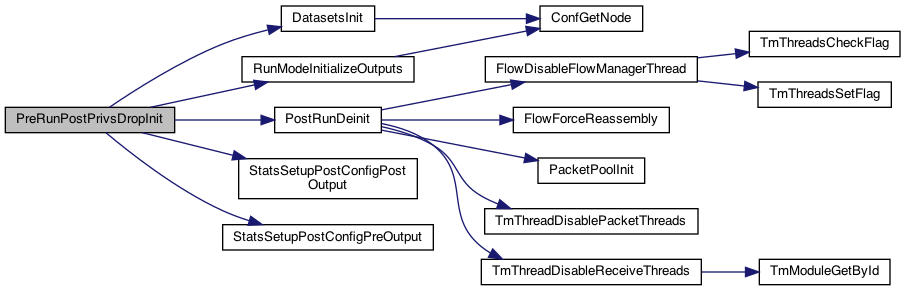 PreRunPostPrivsDropInit
DatasetsInit
RunModeInitializeOutputs
PostRunDeinit
StatsSetupPostConfigPost
Output
StatsSetupPostConfigPreOutput
ConfGetNode
FlowDisableFlowManagerThread
FlowForceReassembly
PacketPoolInit
TmThreadDisablePacketThreads
TmThreadDisableReceiveThreads
TmThreadsCheckFlag
TmThreadsSetFlag
TmModuleGetById